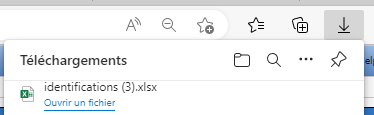 Téléchargements
identifications (3).xlsx
Ouvrir un fichier